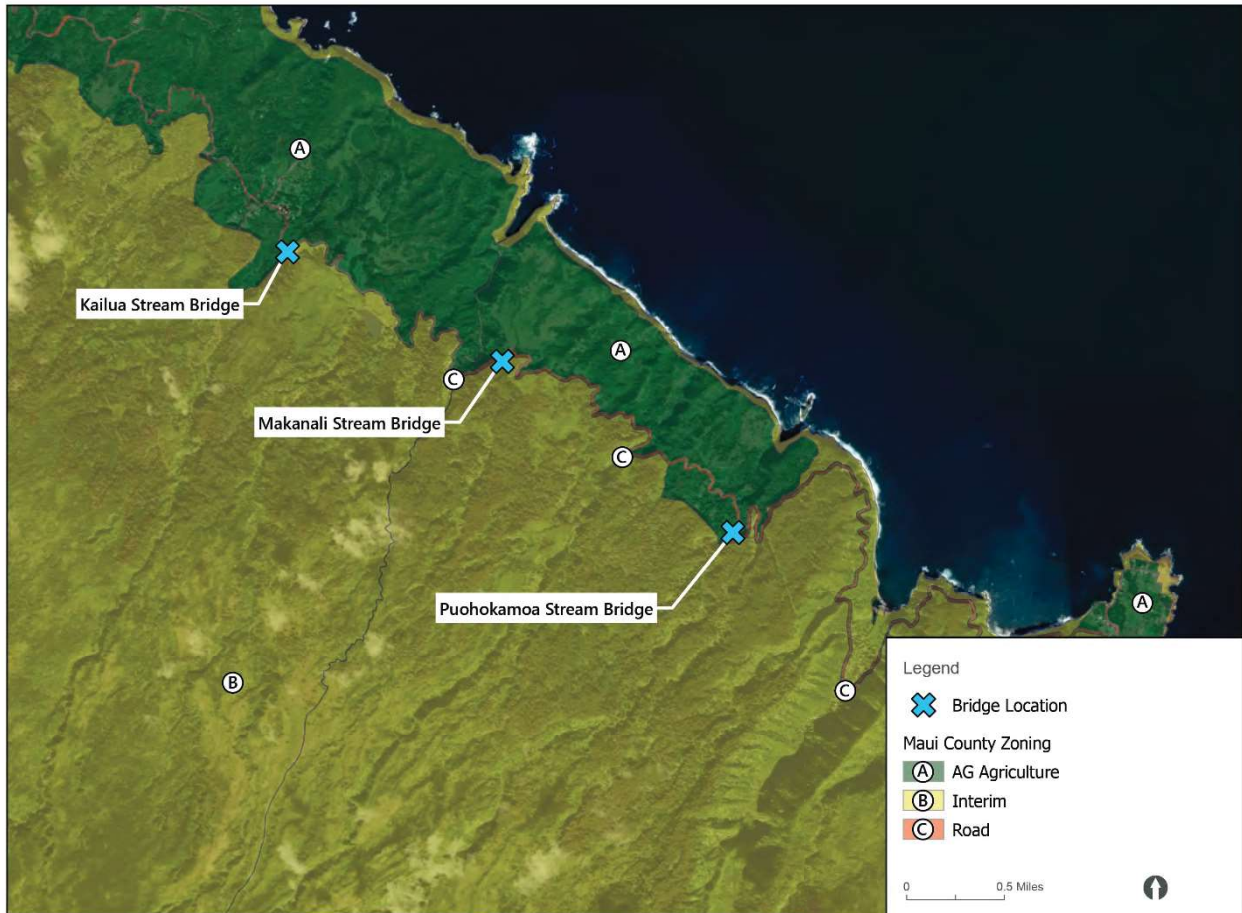 A
Kailua Stream Bridge
A
C
Makanali Stream Bridge
C
Puohokamoa Stream Bridge
A
B
C
Legend
Bridge Location
Maui County Zoning
A AG Agriculture
B Interim
C Road
0 0.5 Miles